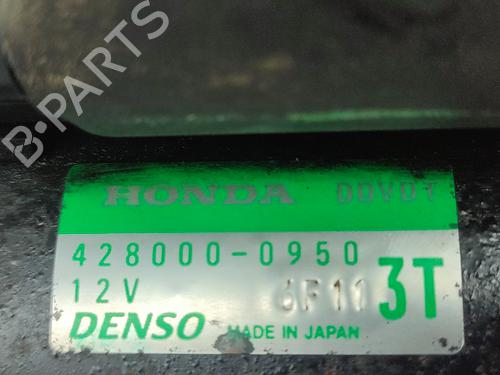 B-PARTS
HONDA
428000-0950
12V 3T
DENSO MADE IN JAPAN